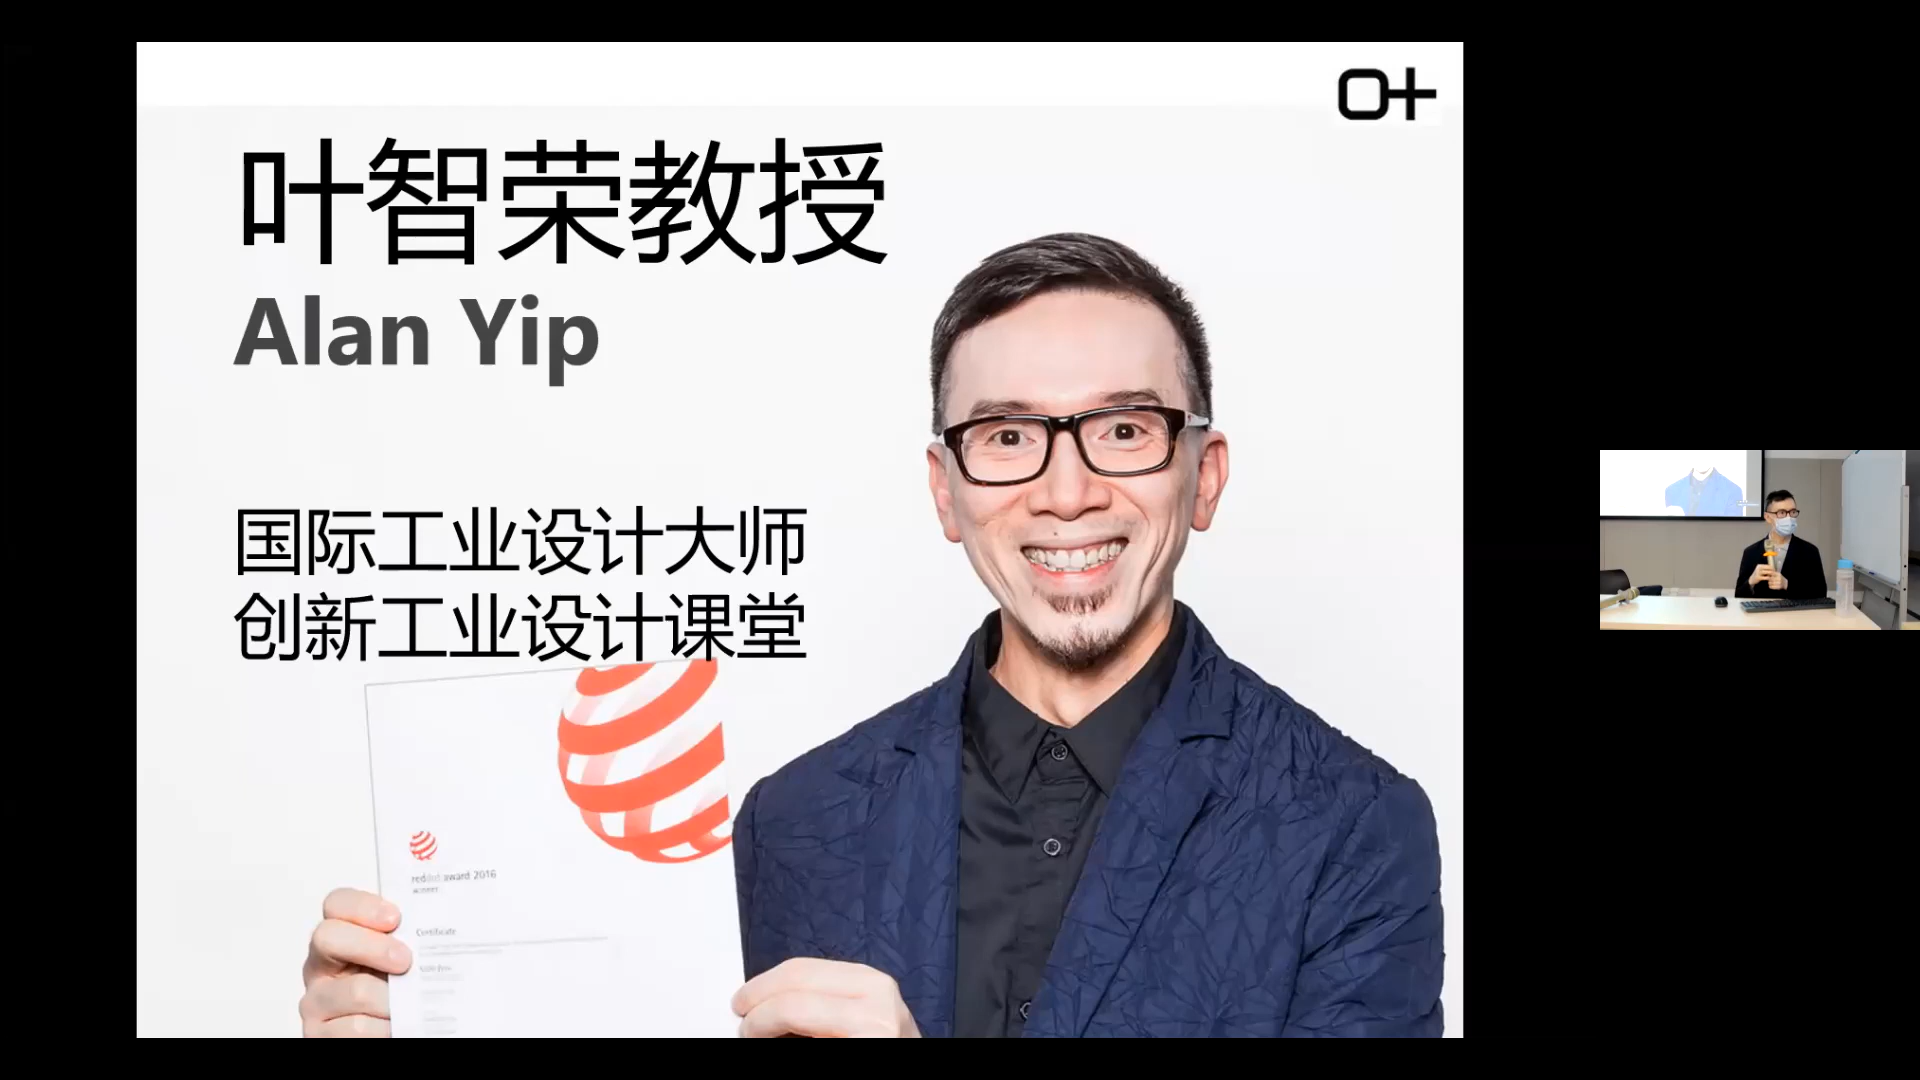 叶智荣教授
Alan Yip
国际工业设计大师
创新工业设计课堂
reddot award 2016
winner
Certificate